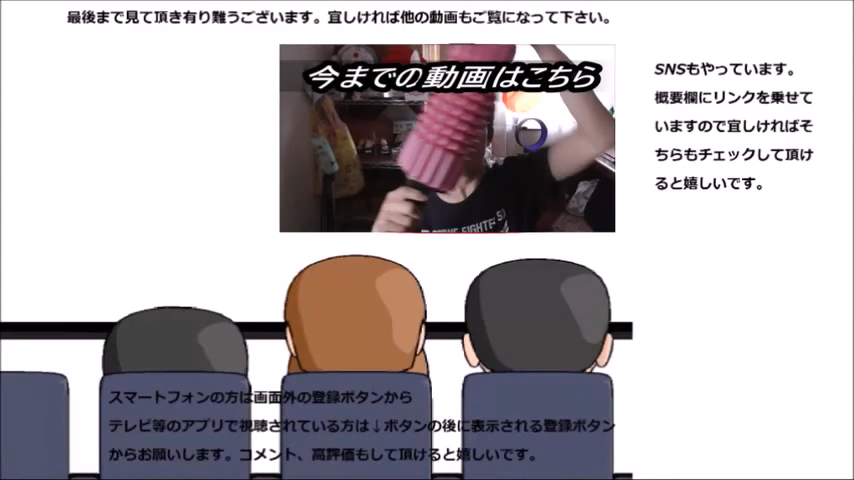 最後まで見て頂き有り難うございます。宜しければ他の動画もご覧になって下さい。
今までの動画はこちら
SNSもやっています。
概要欄にリンクを乗せて
いますので宜しければそ
ちらもチェックして頂け
ると嬉しいです。
スマートフォンの方は画面外の登録ボタンから
テレビ等のアプリで視聴されている方は↓ボタンの後に表示される登録ボタン
からお願いします。コメント、高評価もして頂けると嬉しいです。